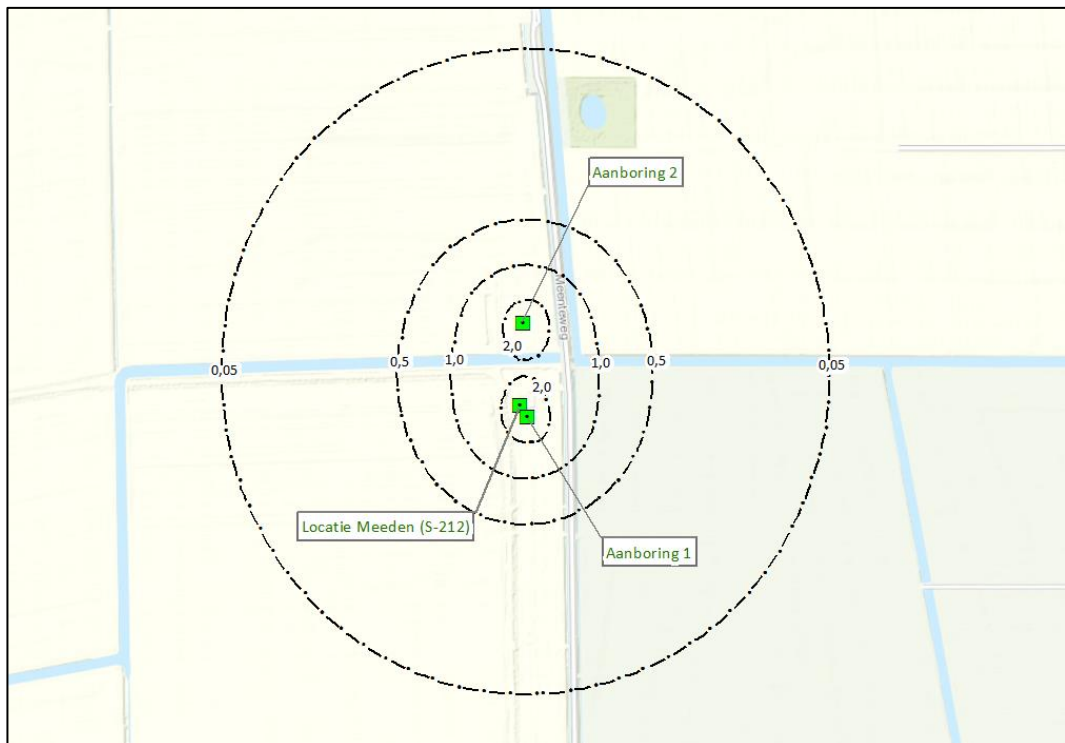 Aanboring 2
Meenteweg
2,0
0,05
0,5
1,0
1,0
0,5
0,05
2,0
Locatie Meeden (S-212)
Aanboring 1